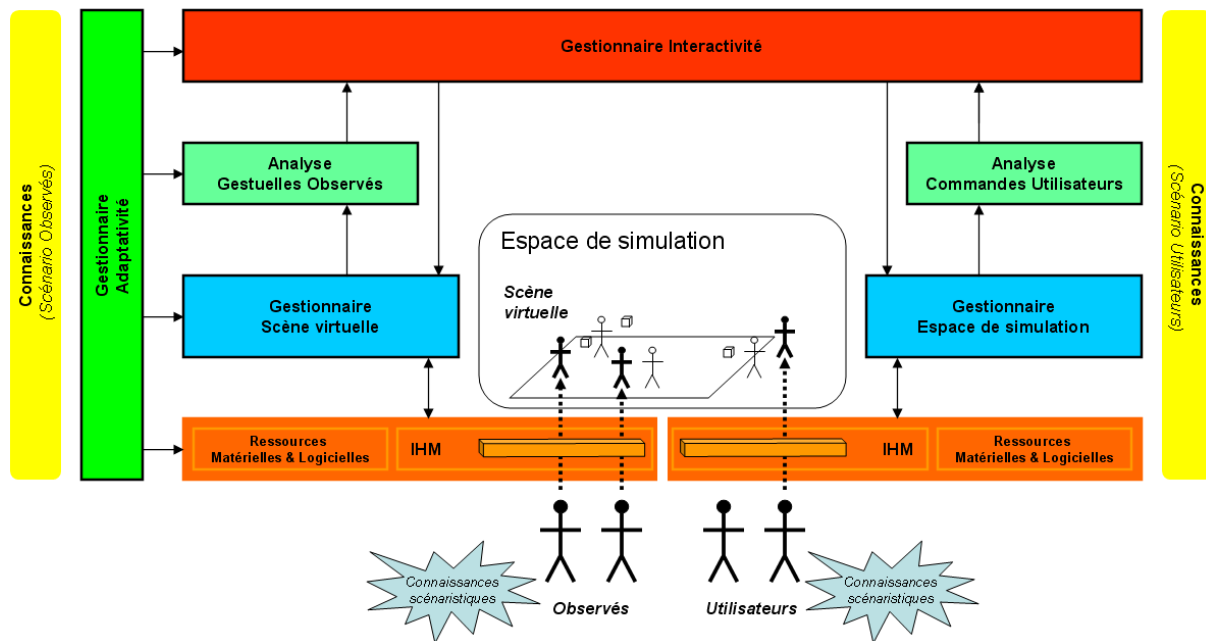 Gestionnaire Interactivité
Connaissances
(Scénario Observés)
Gestionnaire
Adaptativité
Analyse
Gestuelles Observés
Analyse
Commandes Utilisateurs
Connaissances
(Scénario Utilisateurs)
Espace de simulation
Scène
virtuelle
Gestionnaire
Scène virtuelle
Gestionnaire
Espace de simulation
Ressources
Matérielles & Logicielles
IHM
IHM
Ressources
Matérielles & Logicielles
Connaissances
scénaristiques
Observés
Utilisateurs
Connaissances
scénaristiques